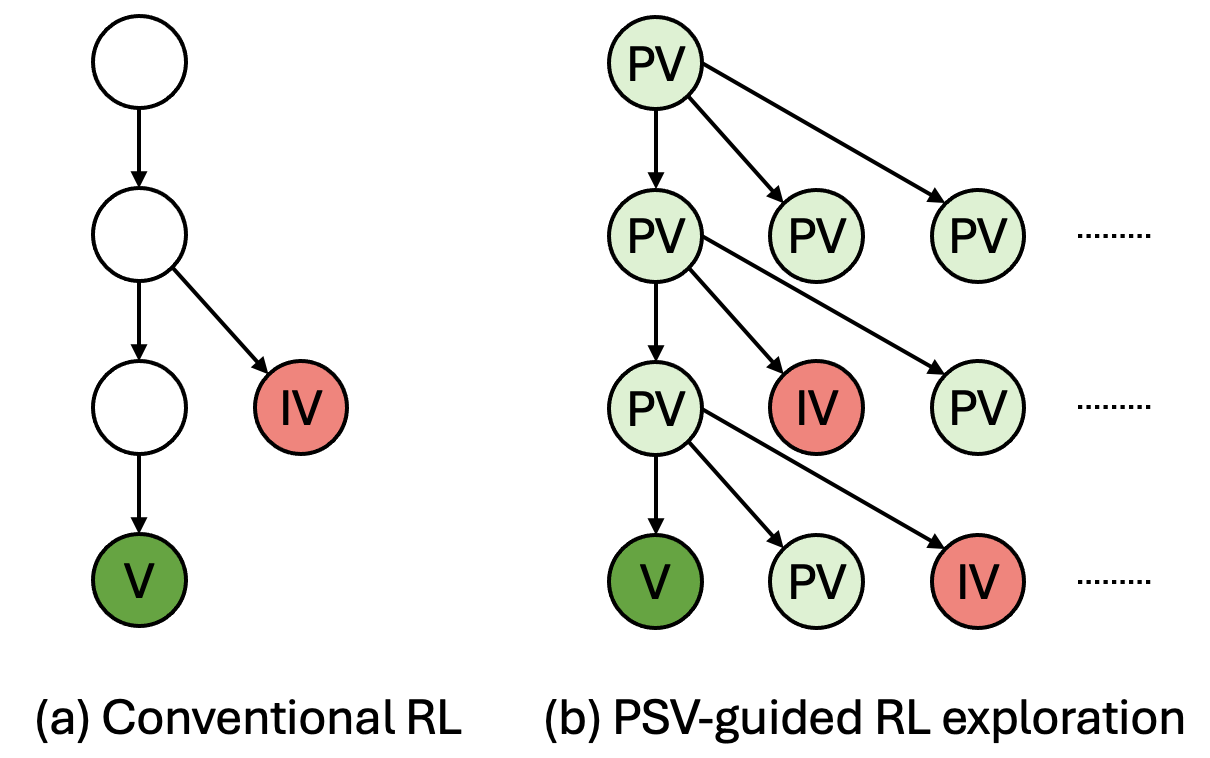 PV
PV PV PV
IV PV IV PV
V V PV IV
(a) Conventional RL (b) PSV-guided RL exploration